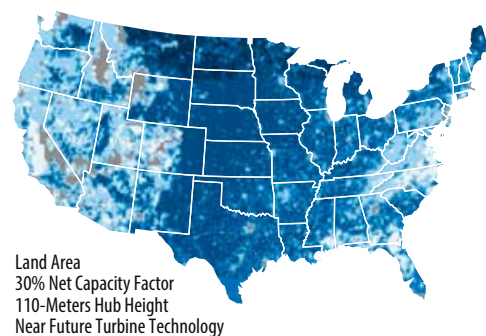 Land Area
30% Net Capacity Factor
110-Meters Hub Height
Near Future Turbine Technology